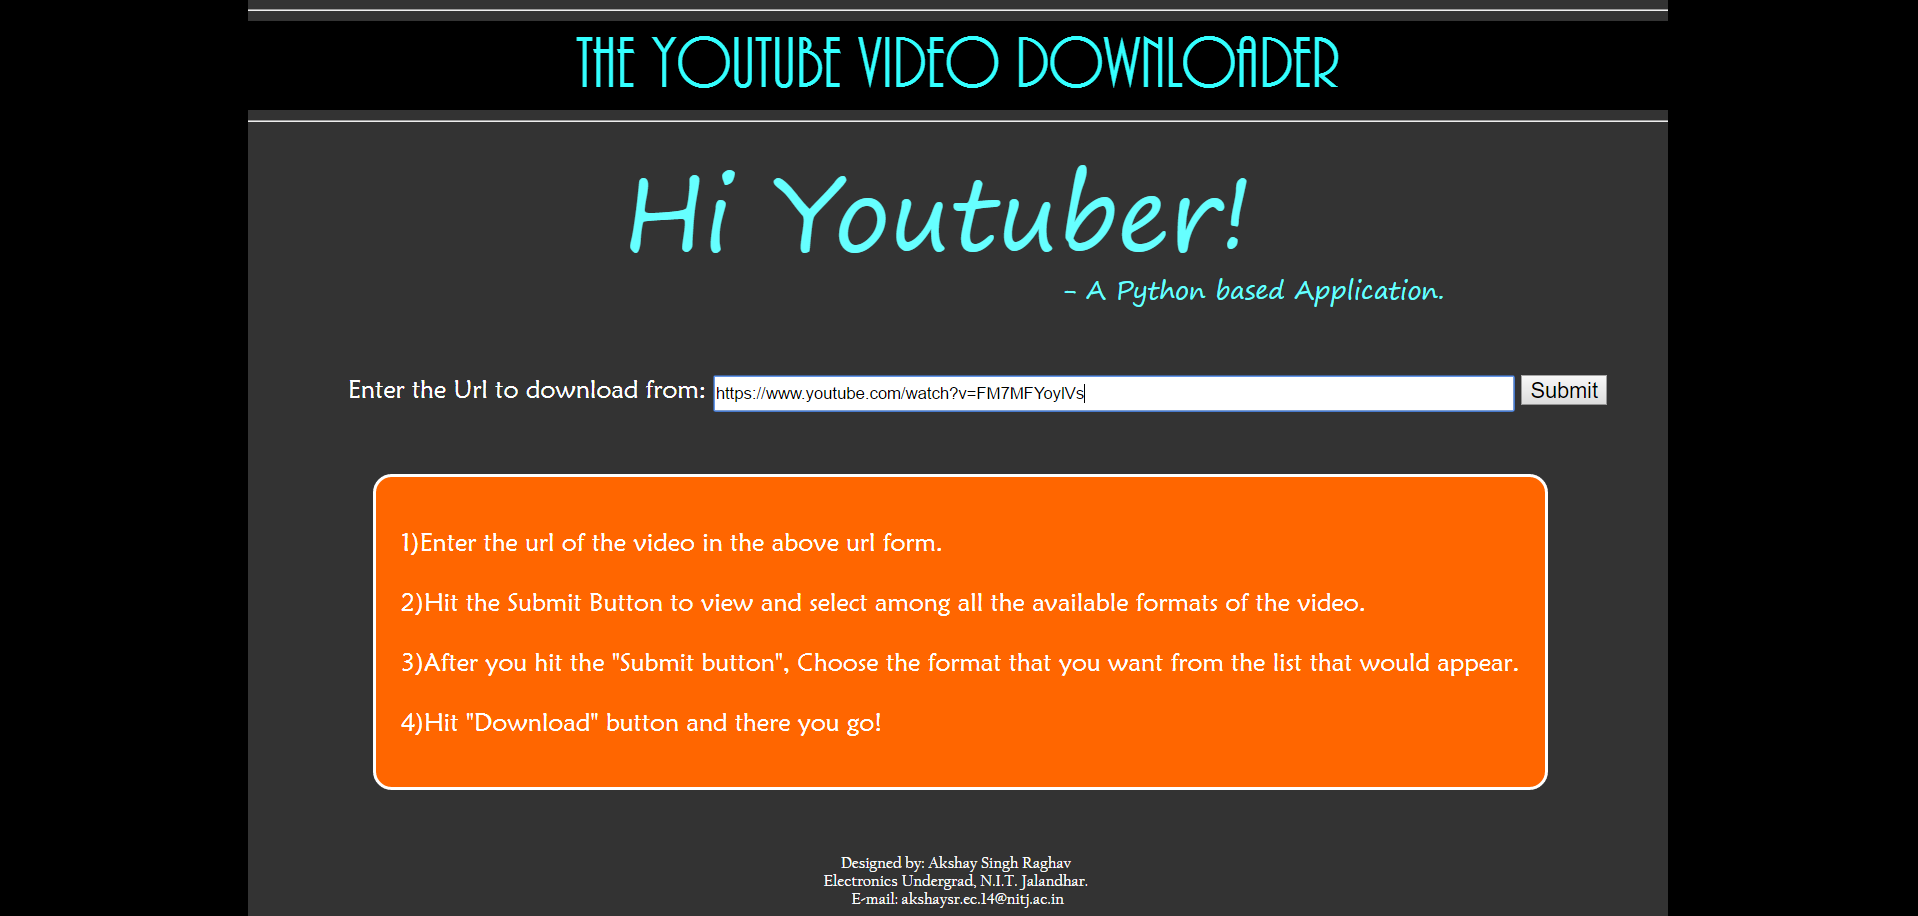 THE YOUTUBE VIDEO DOWNLOADER
Hi Youtuber!
- A Python based Application.
Enter the Url to download from: https://www.youtube.com/watch?v=FM7MFYoylVs Submit
1)Enter the url of the video in the above url form.
2)Hit the Submit Button to view and select among all the available formats of the video.
3)After you hit the "Submit button", Choose the format that you want from the list that would appear.
4)Hit "Download" button and there you go!
Designed by: Akshay Singh Raghav
Electronics Undergrad, N.I.T. Jalandhar.
E-mail: akshaysr.ec.14@nitj.ac.in